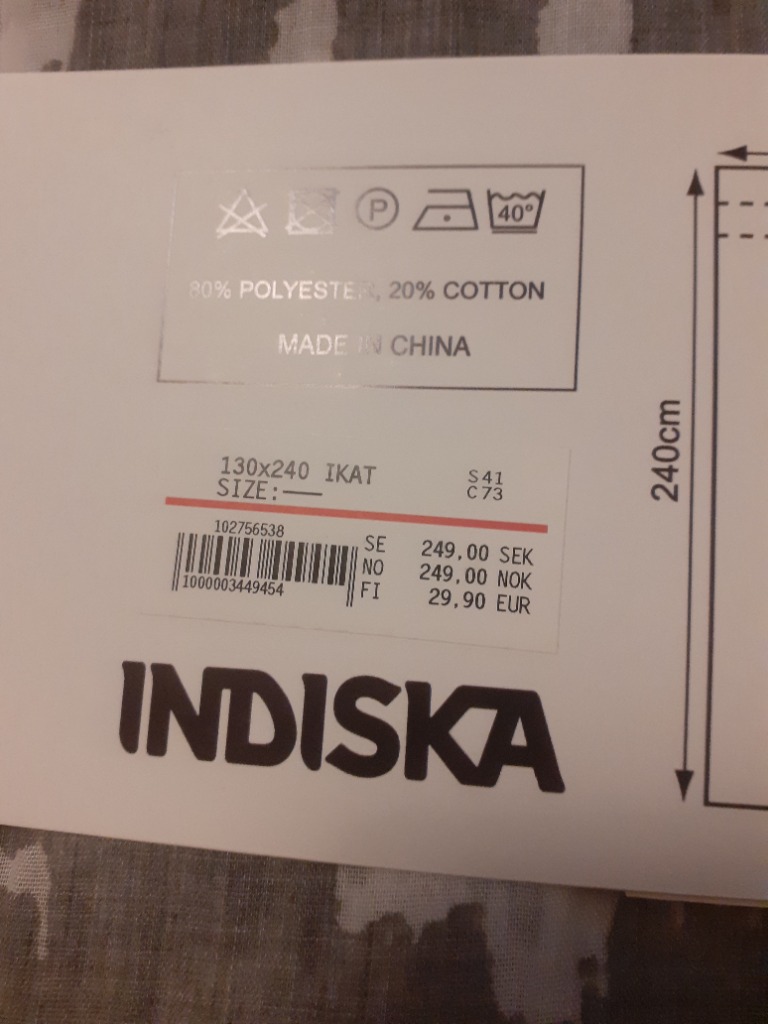 P 40°
80% POLYESTER, 20% COTTON
MADE IN CHINA
130x240 IKAT S41
SIZE:—— C73
102756538
SE 249,00 SEK
NO 249,00 NOK
1000003449454
FI 29,90 EUR
INDISKA
240cm